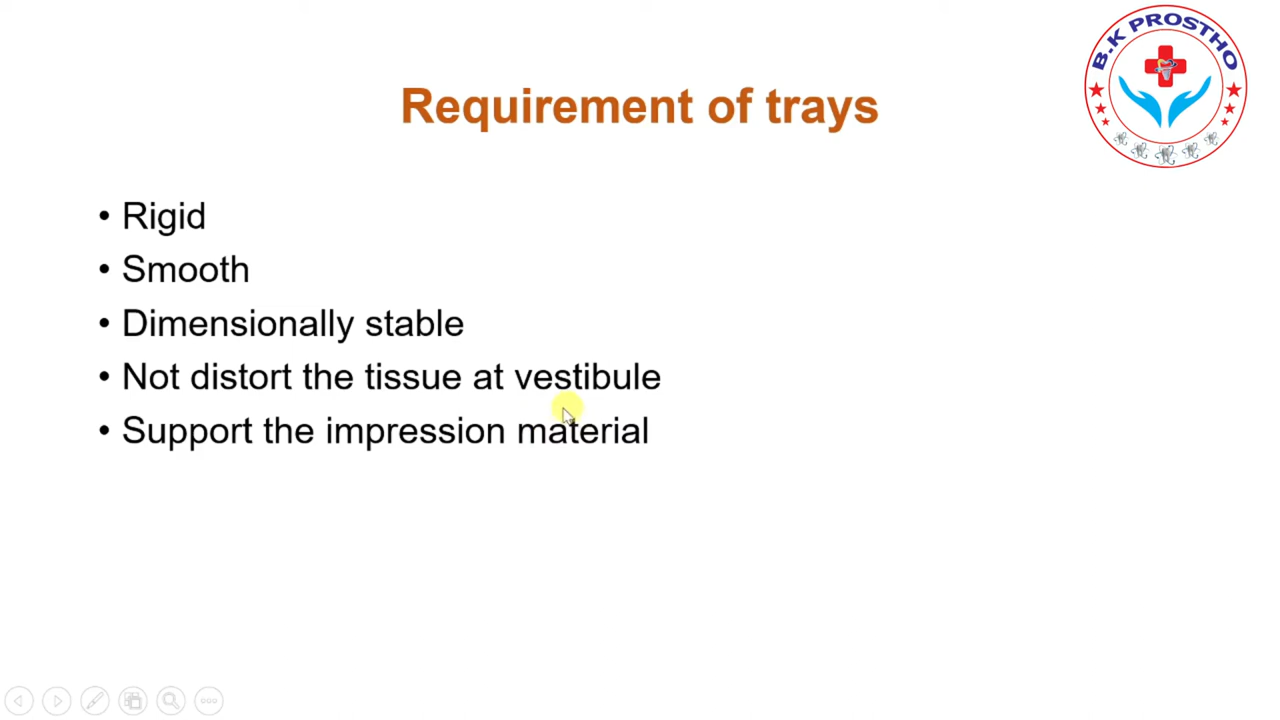 B.K PROSTHO
Requirement of trays
• Rigid
• Smooth
• Dimensionally stable
• Not distort the tissue at vestibule
• Support the impression material